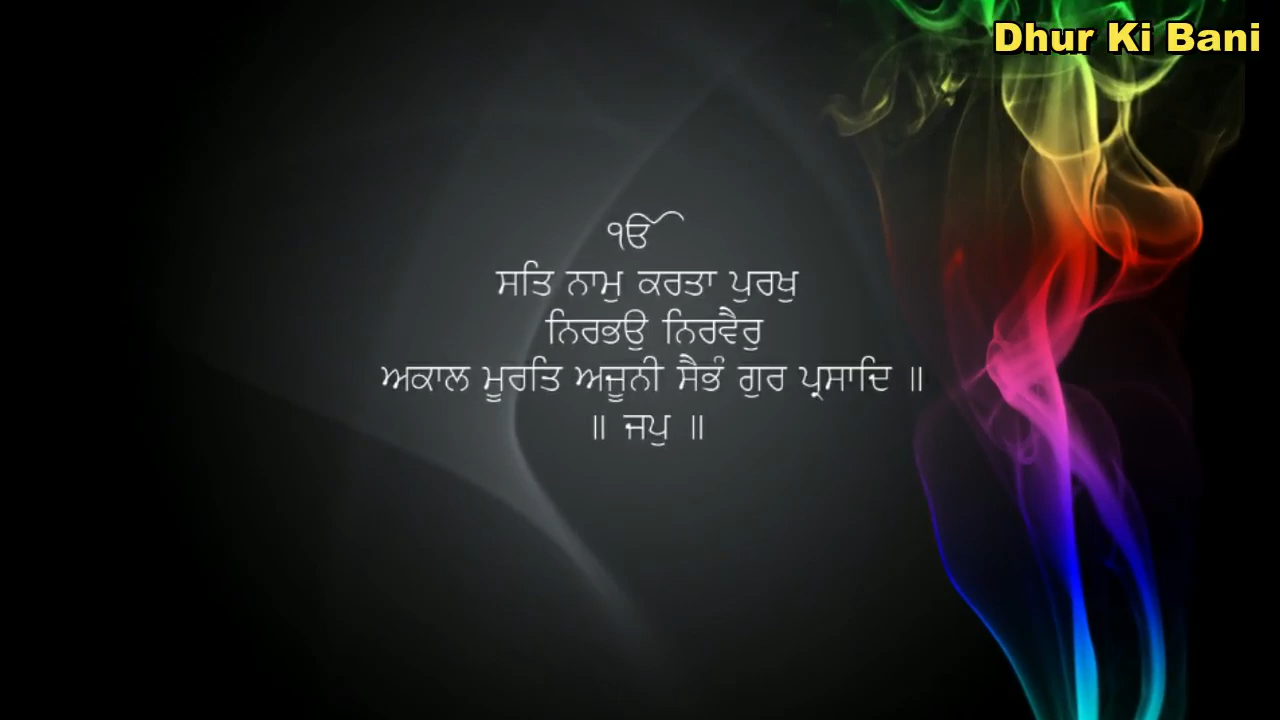 Dhur Ki Bani
ੴ
ਸਤਿ ਨਾਮੁ ਕਰਤਾ ਪੁਰਖੁ
ਨਿਰਭਉ ਨਿਰਵੈਰੁ
ਅਕਾਲ ਮੂਰਤਿ ਅਜੂਨੀ ਸੈਭੰ ਗੁਰ ਪ੍ਰਸਾਦਿ ॥
॥ ਜਪੁ ॥